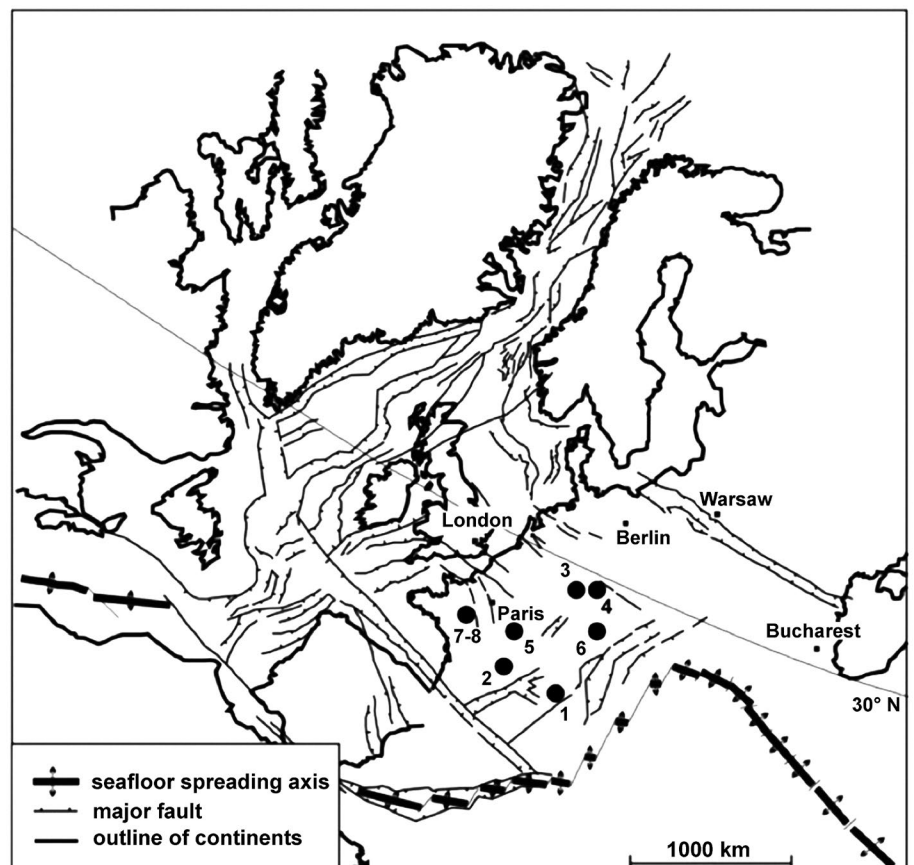 Warsaw
London
Berlin
3
4
Paris
7-8
5
6
Bucharest
2
1
30° N
seafloor spreading axis
major fault
outline of continents
1000 km